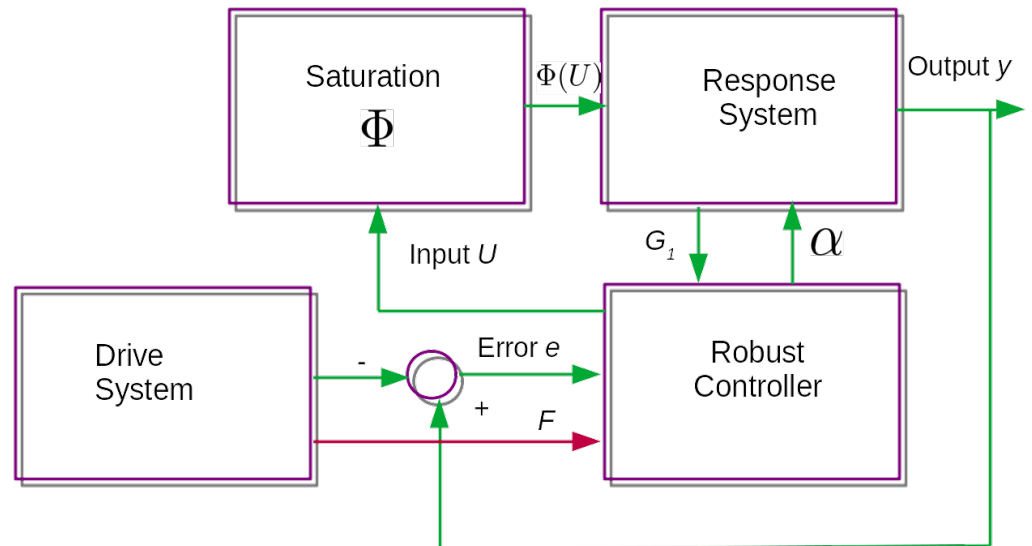 Saturation
Φ
Φ(U)
Response
System
Output y
Input U
G₁
α
Drive
System
-
Error e
+
F
Robust
Controller